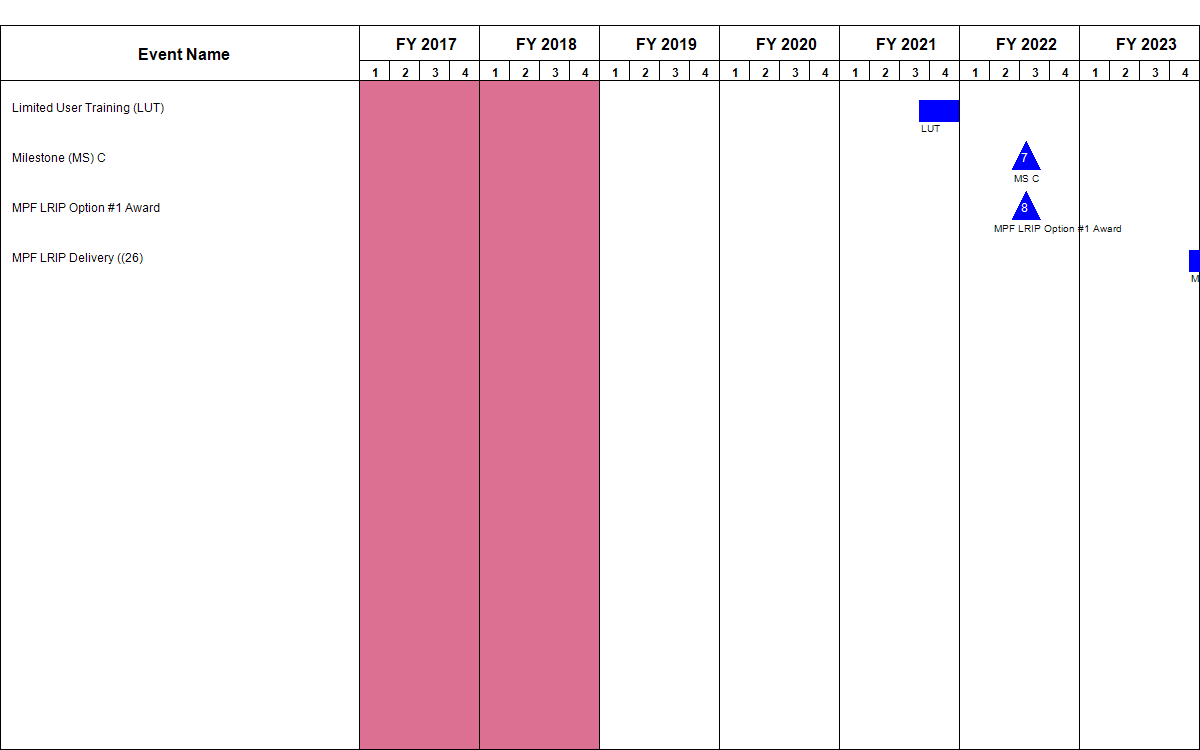 Event Name
FY 2017 FY 2018 FY 2019 FY 2020 FY 2021 FY 2022 FY 2023
1 2 3 4 1 2 3 4 1 2 3 4 1 2 3 4 1 2 3 4 1 2 3 4 1 2 3 4
Limited User Training (LUT)
LUT
Milestone (MS) C
7
MS C
MPF LRIP Option #1 Award
8
MPF LRIP Option #1 Award
MPF LRIP Delivery ((26)
M